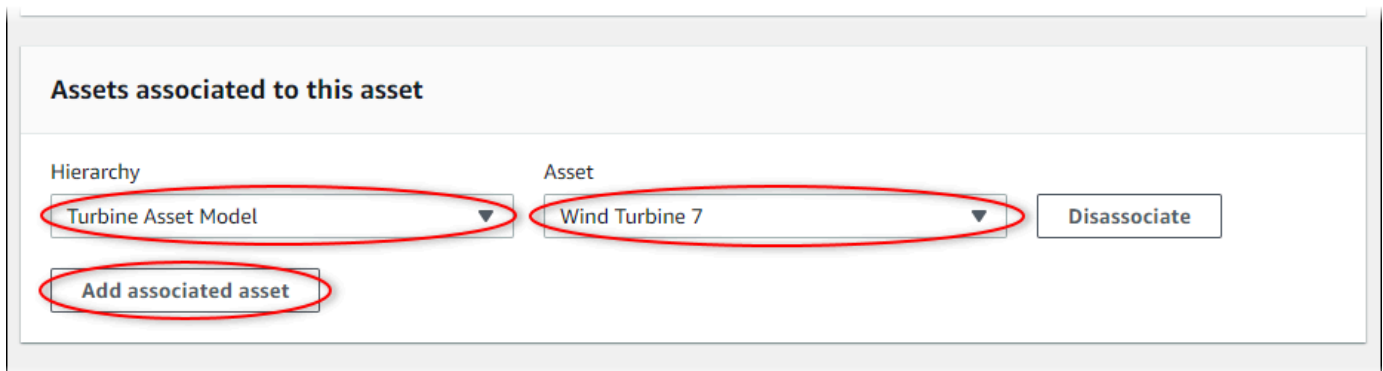 Assets associated to this asset
Hierarchy
Asset
Turbine Asset Model
Wind Turbine 7
Disassociate
Add associated asset